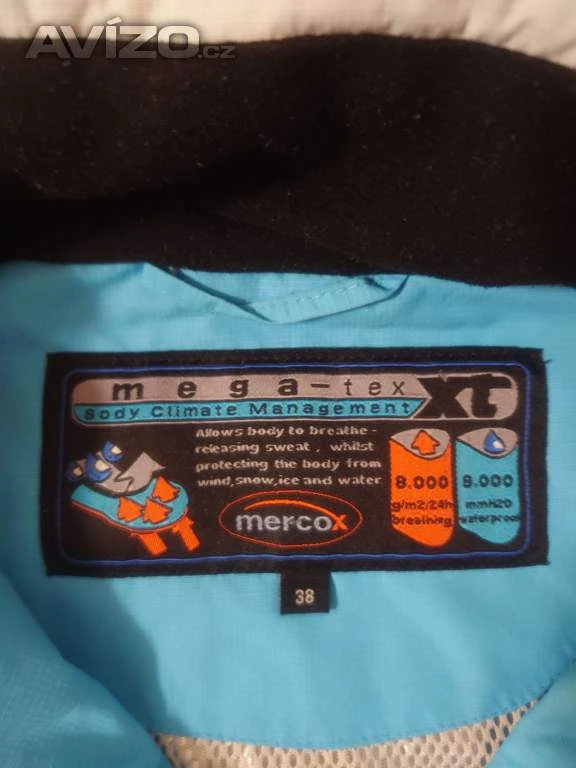 AVÍZO.cz
mega-tex XT
Body Climate Management
Allows body to breathe -
releasing sweat , whilst
protecting the body from
wind,snow,ice and water
mercox
8.000
g/m2/24h
breathing
8.000
mmH2O
waterproof
38